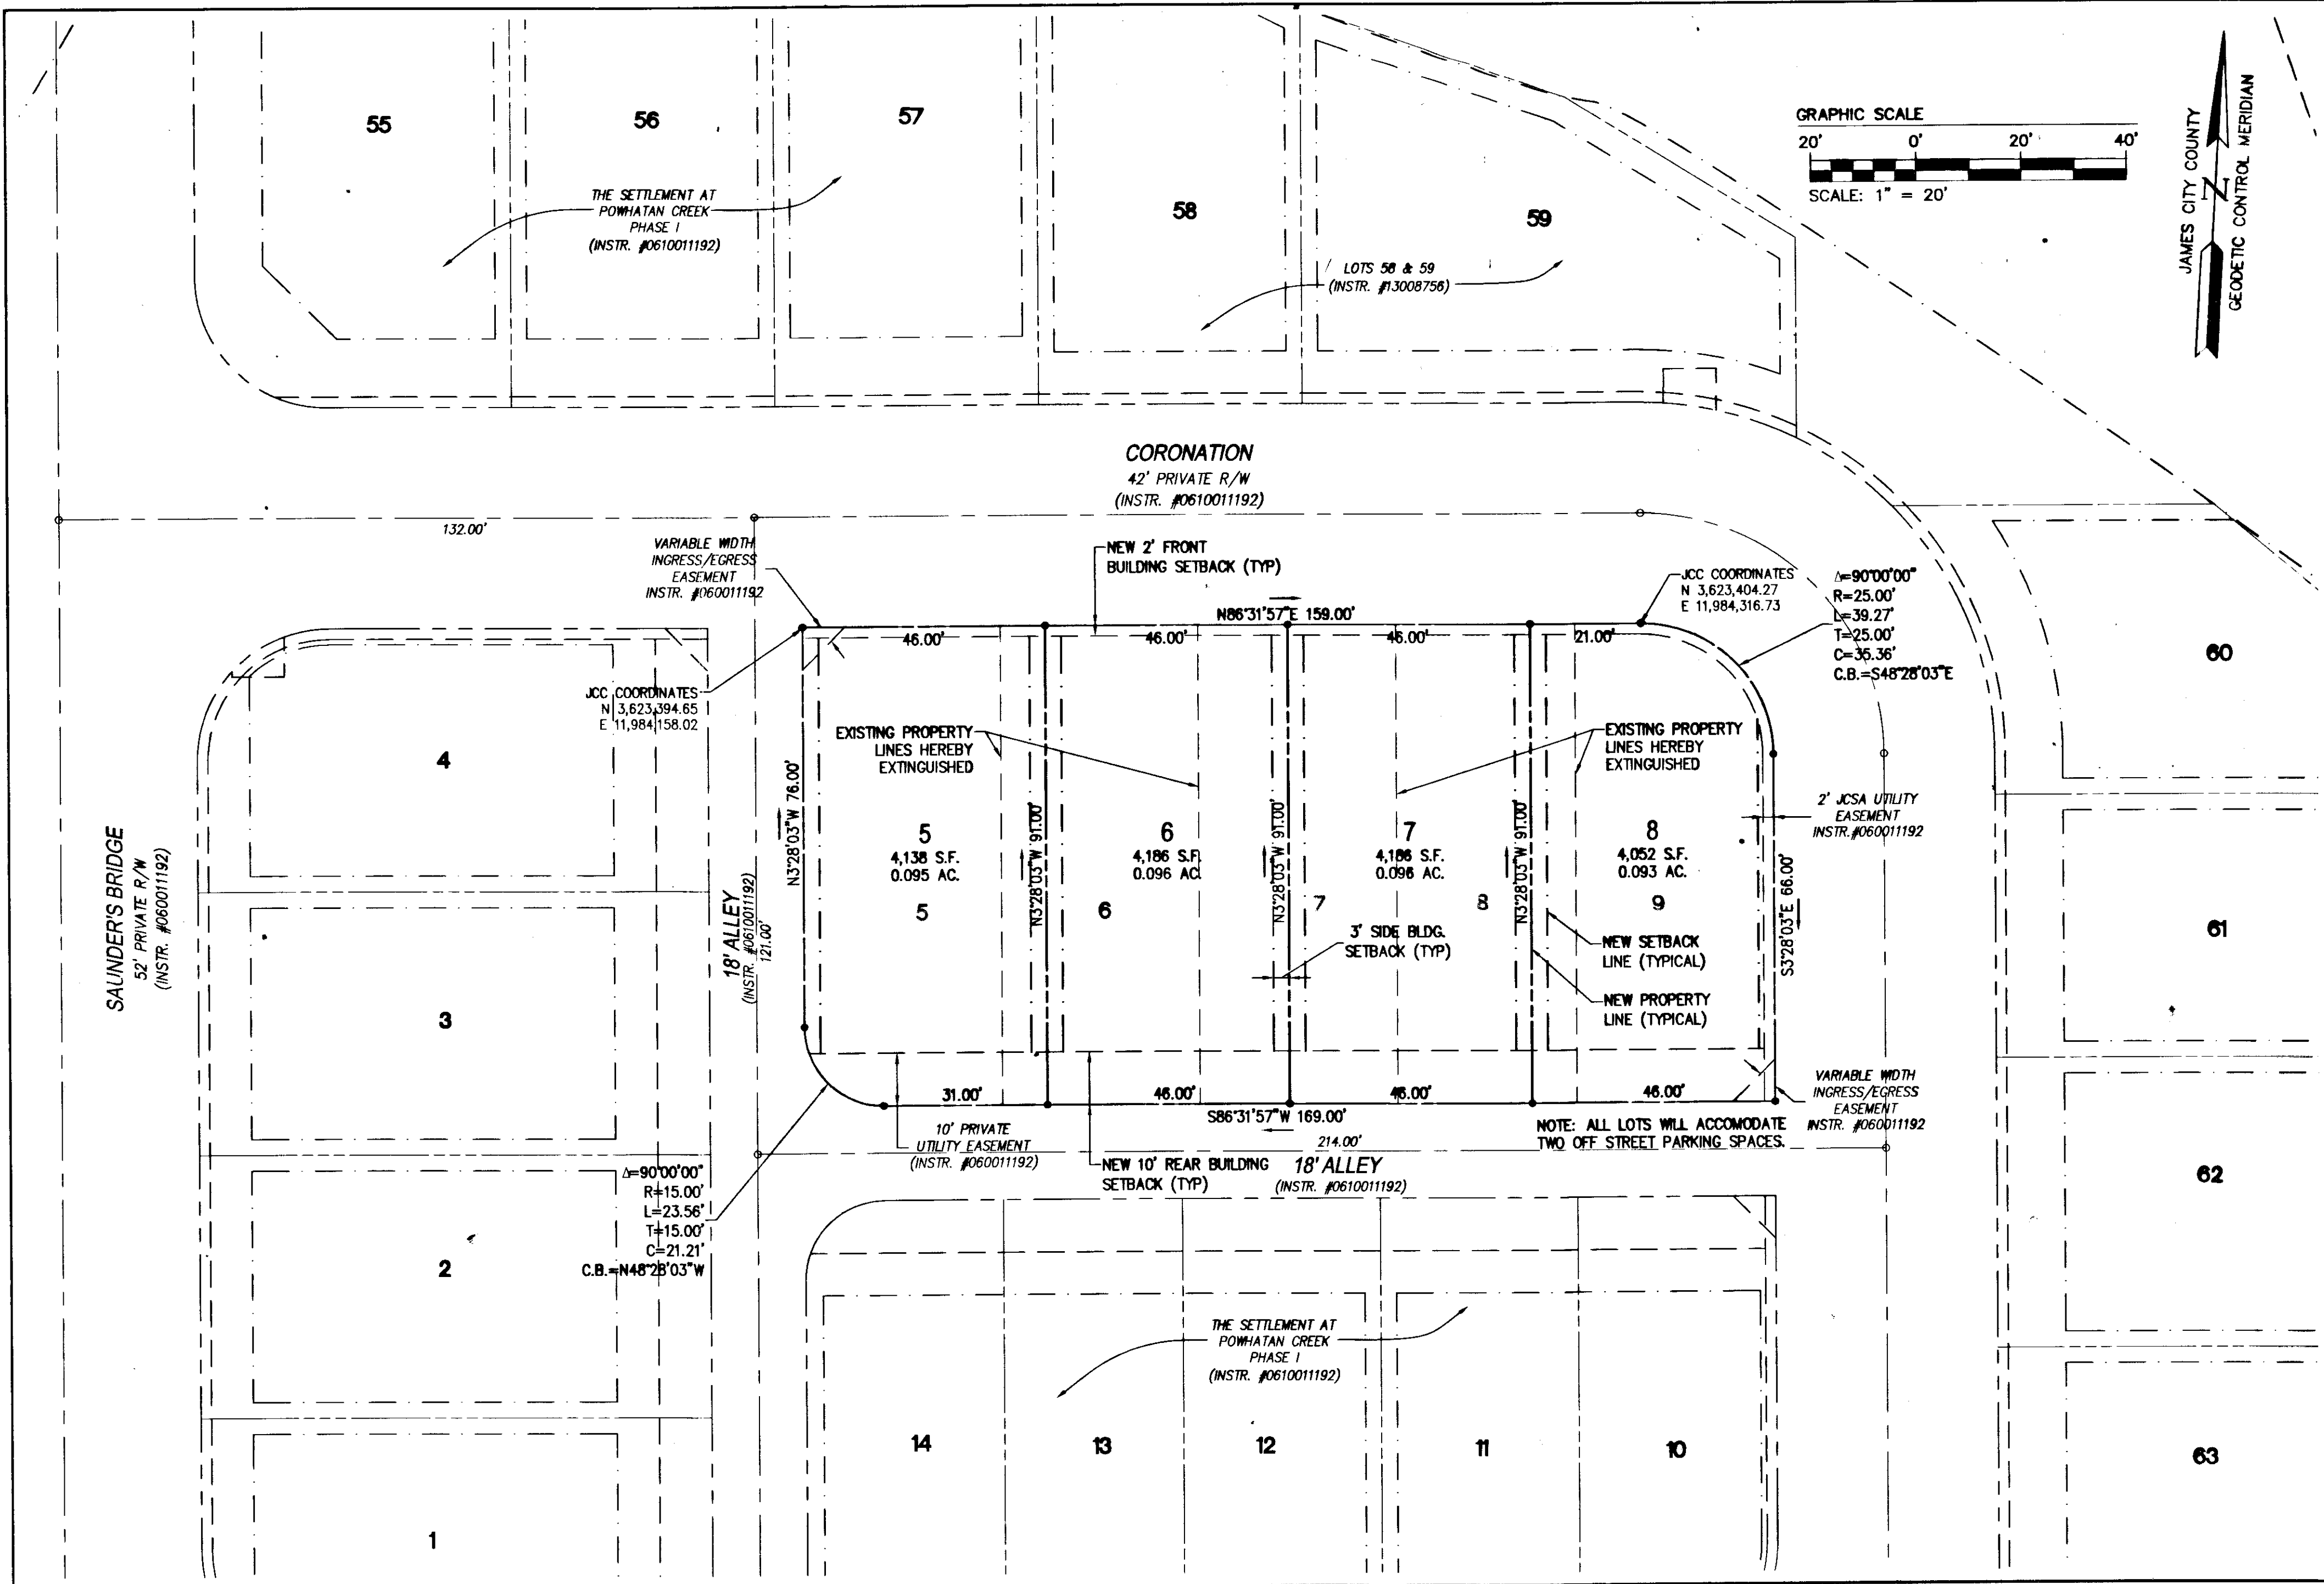 55
56
57
58
59
THE SETTLEMENT AT
POWHATAN CREEK
PHASE I
(INSTR. #0610011192)
LOTS 58 & 59
(INSTR. #13008756)
GRAPHIC SCALE
20' 0' 20' 40'
SCALE: 1" = 20'
JAMES CITY COUNTY
N
GEODETIC CONTROL MERIDIAN
CORONATION
42' PRIVATE R/W
(INSTR. #0610011192)
132.00'
VARIABLE WIDTH
INGRESS/EGRESS
EASEMENT
INSTR. #060011192
NEW 2' FRONT
BUILDING SETBACK (TYP)
N86°31'57"E 159.00'
46.00' 46.00' 46.00' 21.00'
JCC COORDINATES
N 3,623,404.27
E 11,984,316.73
Δ=90°00'00"
R=25.00'
L=39.27'
T=25.00'
C=35.36'
C.B.=S48°28'03"E
60
JCC COORDINATES
N 3,623,394.65
E 11,984,158.02
EXISTING PROPERTY
LINES HEREBY
EXTINGUISHED
EXISTING PROPERTY
LINES HEREBY
EXTINGUISHED
4
N3°28'03"W 76.00'
5
4,138 S.F.
0.095 AC.
5
N3°28'03"W 91.00'
6
4,186 S.F.
0.096 AC.
6
N3°28'03"W 91.00'
7
4,186 S.F.
0.096 AC.
7
8
N3°28'03"W 91.00'
8
4,052 S.F.
0.093 AC.
9
S3°28'03"E 66.00'
2' JCSA UTILITY
EASEMENT
INSTR.#060011192
61
SAUNDER'S BRIDGE
52' PRIVATE R/W
(INSTR. #060011192)
18' ALLEY
(INSTR. #0610011192)
121.00'
3' SIDE BLDG.
SETBACK (TYP)
NEW SETBACK
LINE (TYPICAL)
NEW PROPERTY
LINE (TYPICAL)
3
31.00' 46.00' 46.00' 46.00'
S86°31'57"W 169.00'
VARIABLE WIDTH
INGRESS/EGRESS
EASEMENT
INSTR. #060011192
NOTE: ALL LOTS WILL ACCOMODATE
TWO OFF STREET PARKING SPACES.
10' PRIVATE
UTILITY EASEMENT
(INSTR. #060011192)
214.00'
NEW 10' REAR BUILDING
SETBACK (TYP)
18' ALLEY
(INSTR. #0610011192)
62
Δ=90°00'00"
R=15.00'
L=23.56'
T=15.00'
C=21.21'
C.B.=N48°28'03"W
2
THE SETTLEMENT AT
POWHATAN CREEK
PHASE I
(INSTR. #0610011192)
14
13
12
11
10
63
1